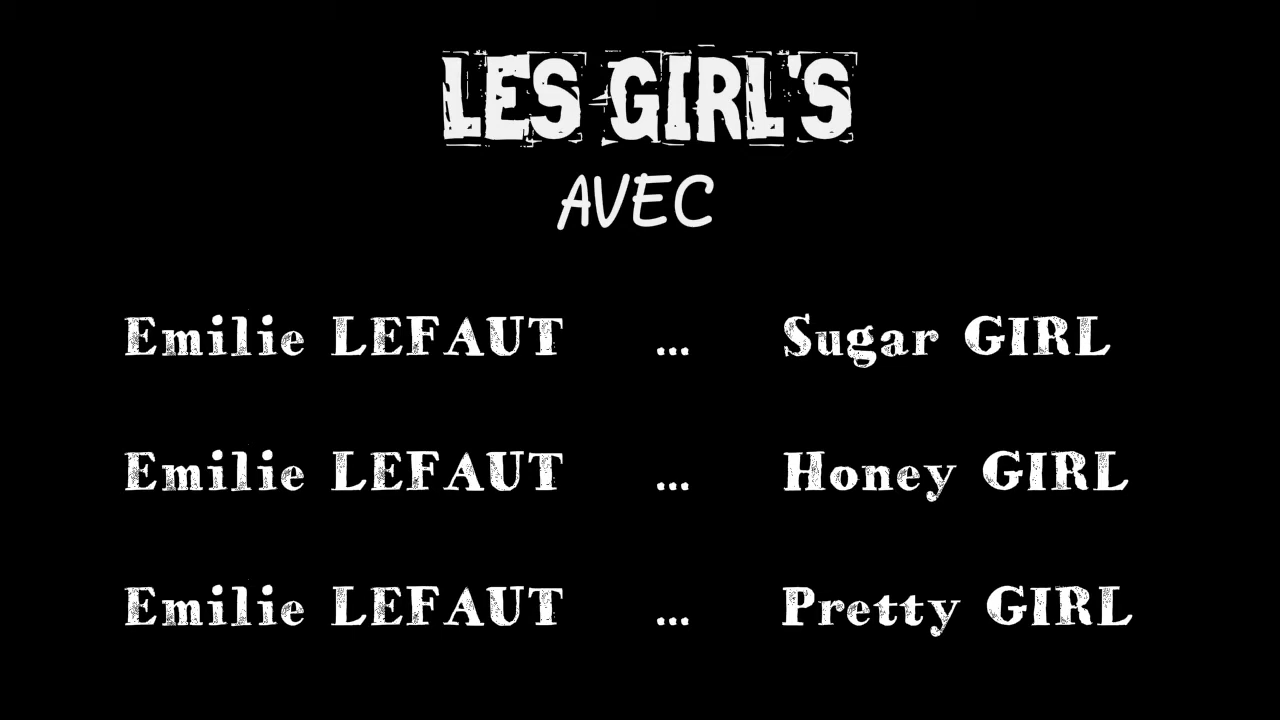 LES GIRL'S
AVEC
Emilie LEFAUT ... Sugar GIRL
Emilie LEFAUT ... Honey GIRL
Emilie LEFAUT ... Pretty GIRL